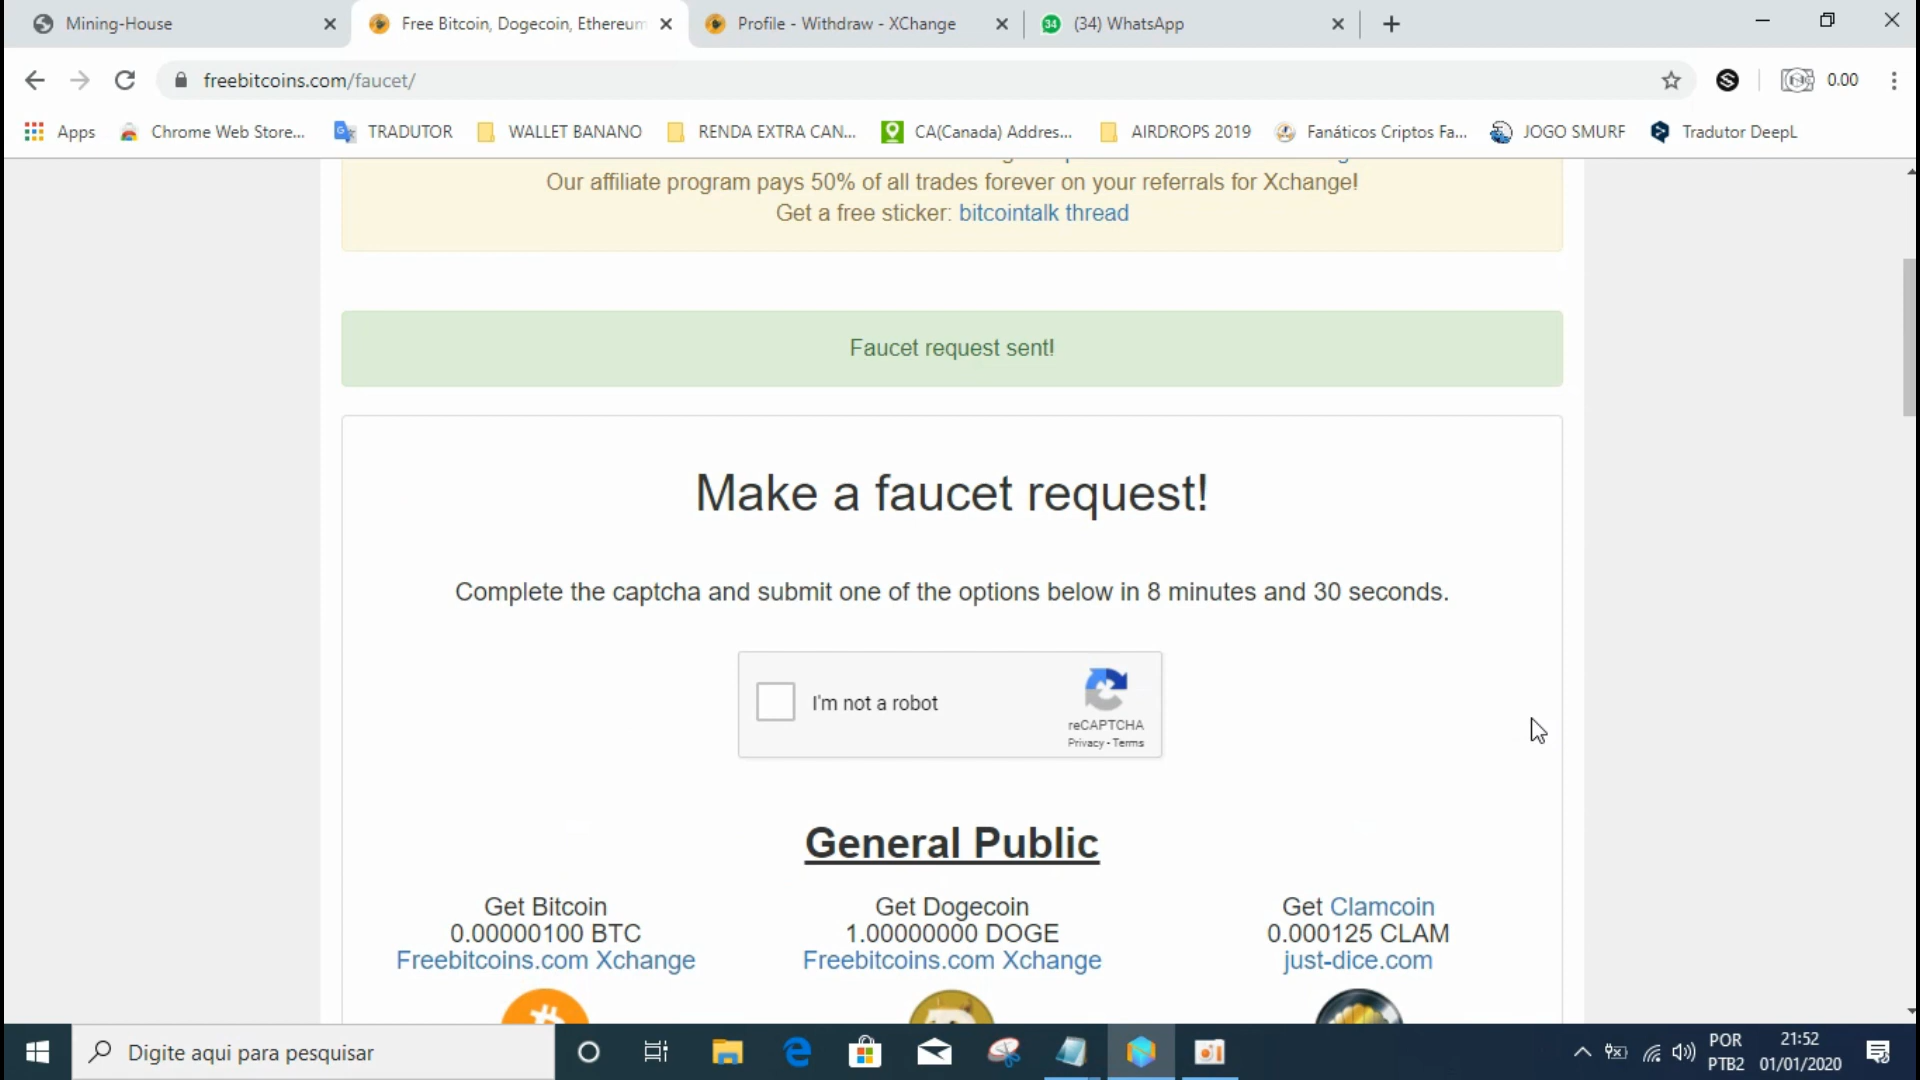 Mining-House
Free Bitcoin, Dogecoin, Ethereum
Profile - Withdraw - XChange
34
(34) WhatsApp
freebitcoins.com/faucet/
0.00
Apps
Chrome Web Store...
TRADUTOR
WALLET BANANO
RENDA EXTRA CAN...
CA(Canada) Addres...
AIRDROPS 2019
Fanáticos Criptos Fa...
JOGO SMURF
Tradutor DeepL
Our affiliate program pays 50% of all trades forever on your referrals for Xchange!
Get a free sticker: bitcointalk thread
Faucet request sent!
Make a faucet request!
Complete the captcha and submit one of the options below in 8 minutes and 30 seconds.
I'm not a robot
reCAPTCHA
Privacy - Terms
General Public
Get Bitcoin
0.00000100 BTC
Freebitcoins.com Xchange
Get Dogecoin
1.00000000 DOGE
Freebitcoins.com Xchange
Get Clamcoin
0.000125 CLAM
just-dice.com
Digite aqui para pesquisar
POR
PTB2
21:52
01/01/2020